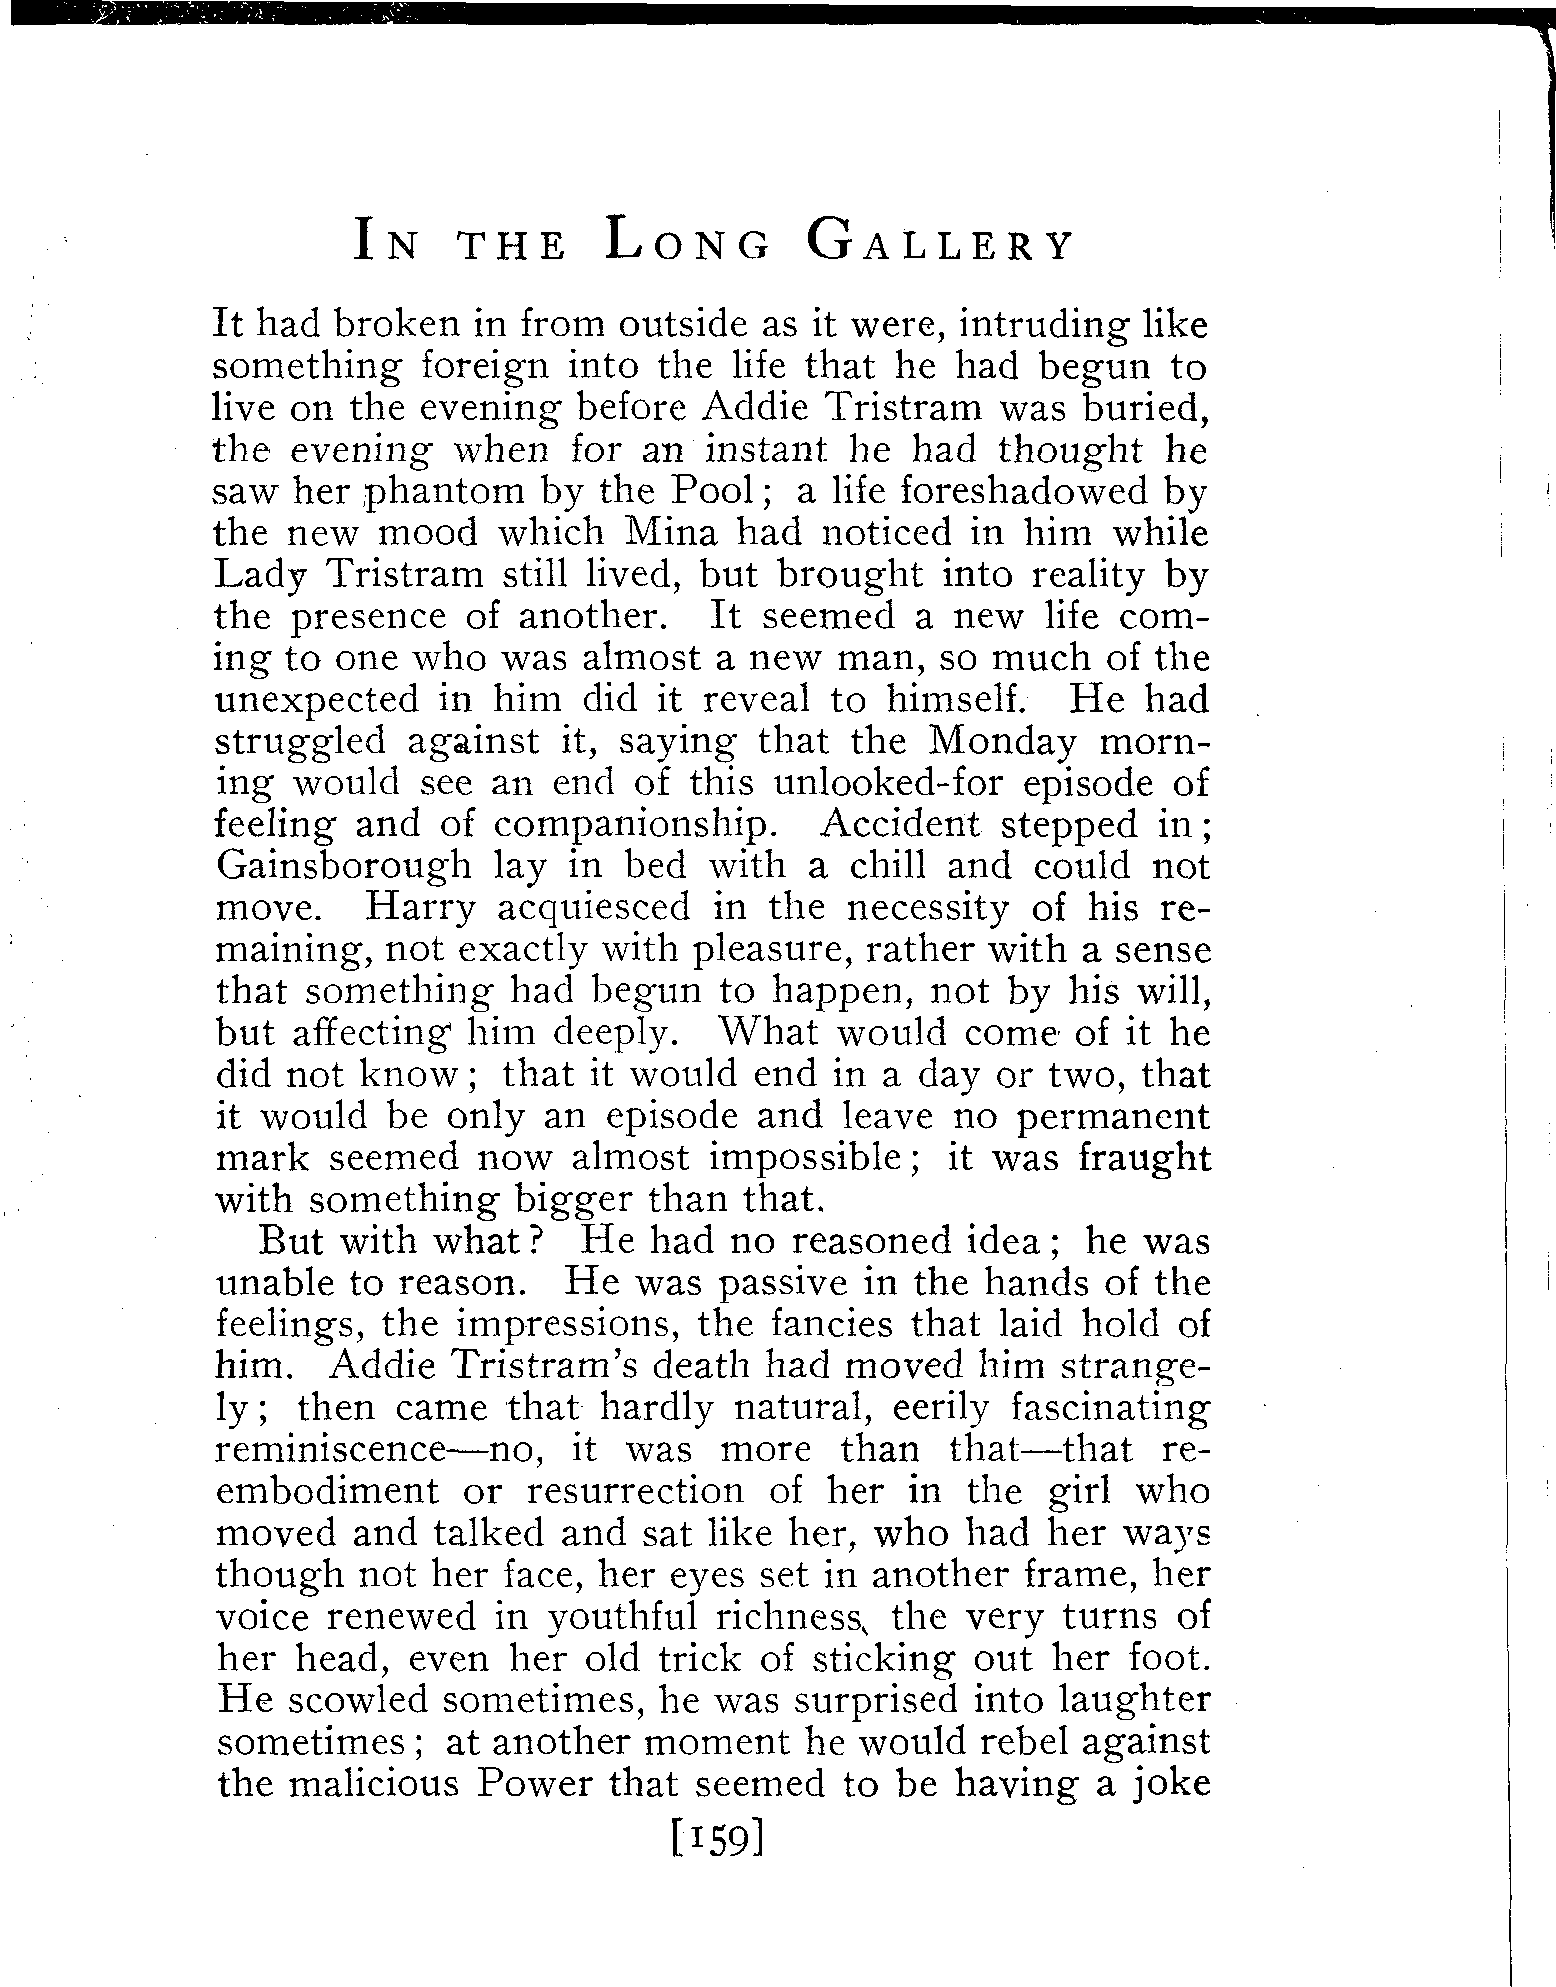 IN THE LONG GALLERY
It had broken in from outside as it were, intruding like
something foreign into the life that he had begun to
live on the evening before Addie Tristram was buried,
the evening when for an instant he had thought he
saw her phantom by the Pool; a life foreshadowed by
the new mood which Mina had noticed in him while
Lady Tristram still lived, but brought into reality by
the presence of another. It seemed a new life com-
ing to one who was almost a new man, so much of the
unexpected in him did it reveal to himself. He had
struggled against it, saying that the Monday morn-
ing would see an end of this unlooked-for episode of
feeling and of companionship. Accident stepped in;
Gainsborough lay in bed with a chill and could not
move. Harry acquiesced in the necessity of his re-
maining, not exactly with pleasure, rather with a sense
that something had begun to happen, not by his will,
but affecting him deeply. What would come of it he
did not know; that it would end in a day or two, that
it would be only an episode and leave no permanent
mark seemed now almost impossible; it was fraught
with something bigger than that.
But with what? He had no reasoned idea; he was
unable to reason. He was passive in the hands of the
feelings, the impressions, the fancies that laid hold of
him. Addie Tristram's death had moved him strange-
ly; then came that hardly natural, eerily fascinating
reminiscence—no, it was more than that—that re-
embodiment or resurrection of her in the girl who
moved and talked and sat like her, who had her ways
though not her face, her eyes set in another frame, her
voice renewed in youthful richness, the very turns of
her head, even her old trick of sticking out her foot.
He scowled sometimes, he was surprised into laughter
sometimes; at another moment he would rebel against
the malicious Power that seemed to be having a joke
[159]